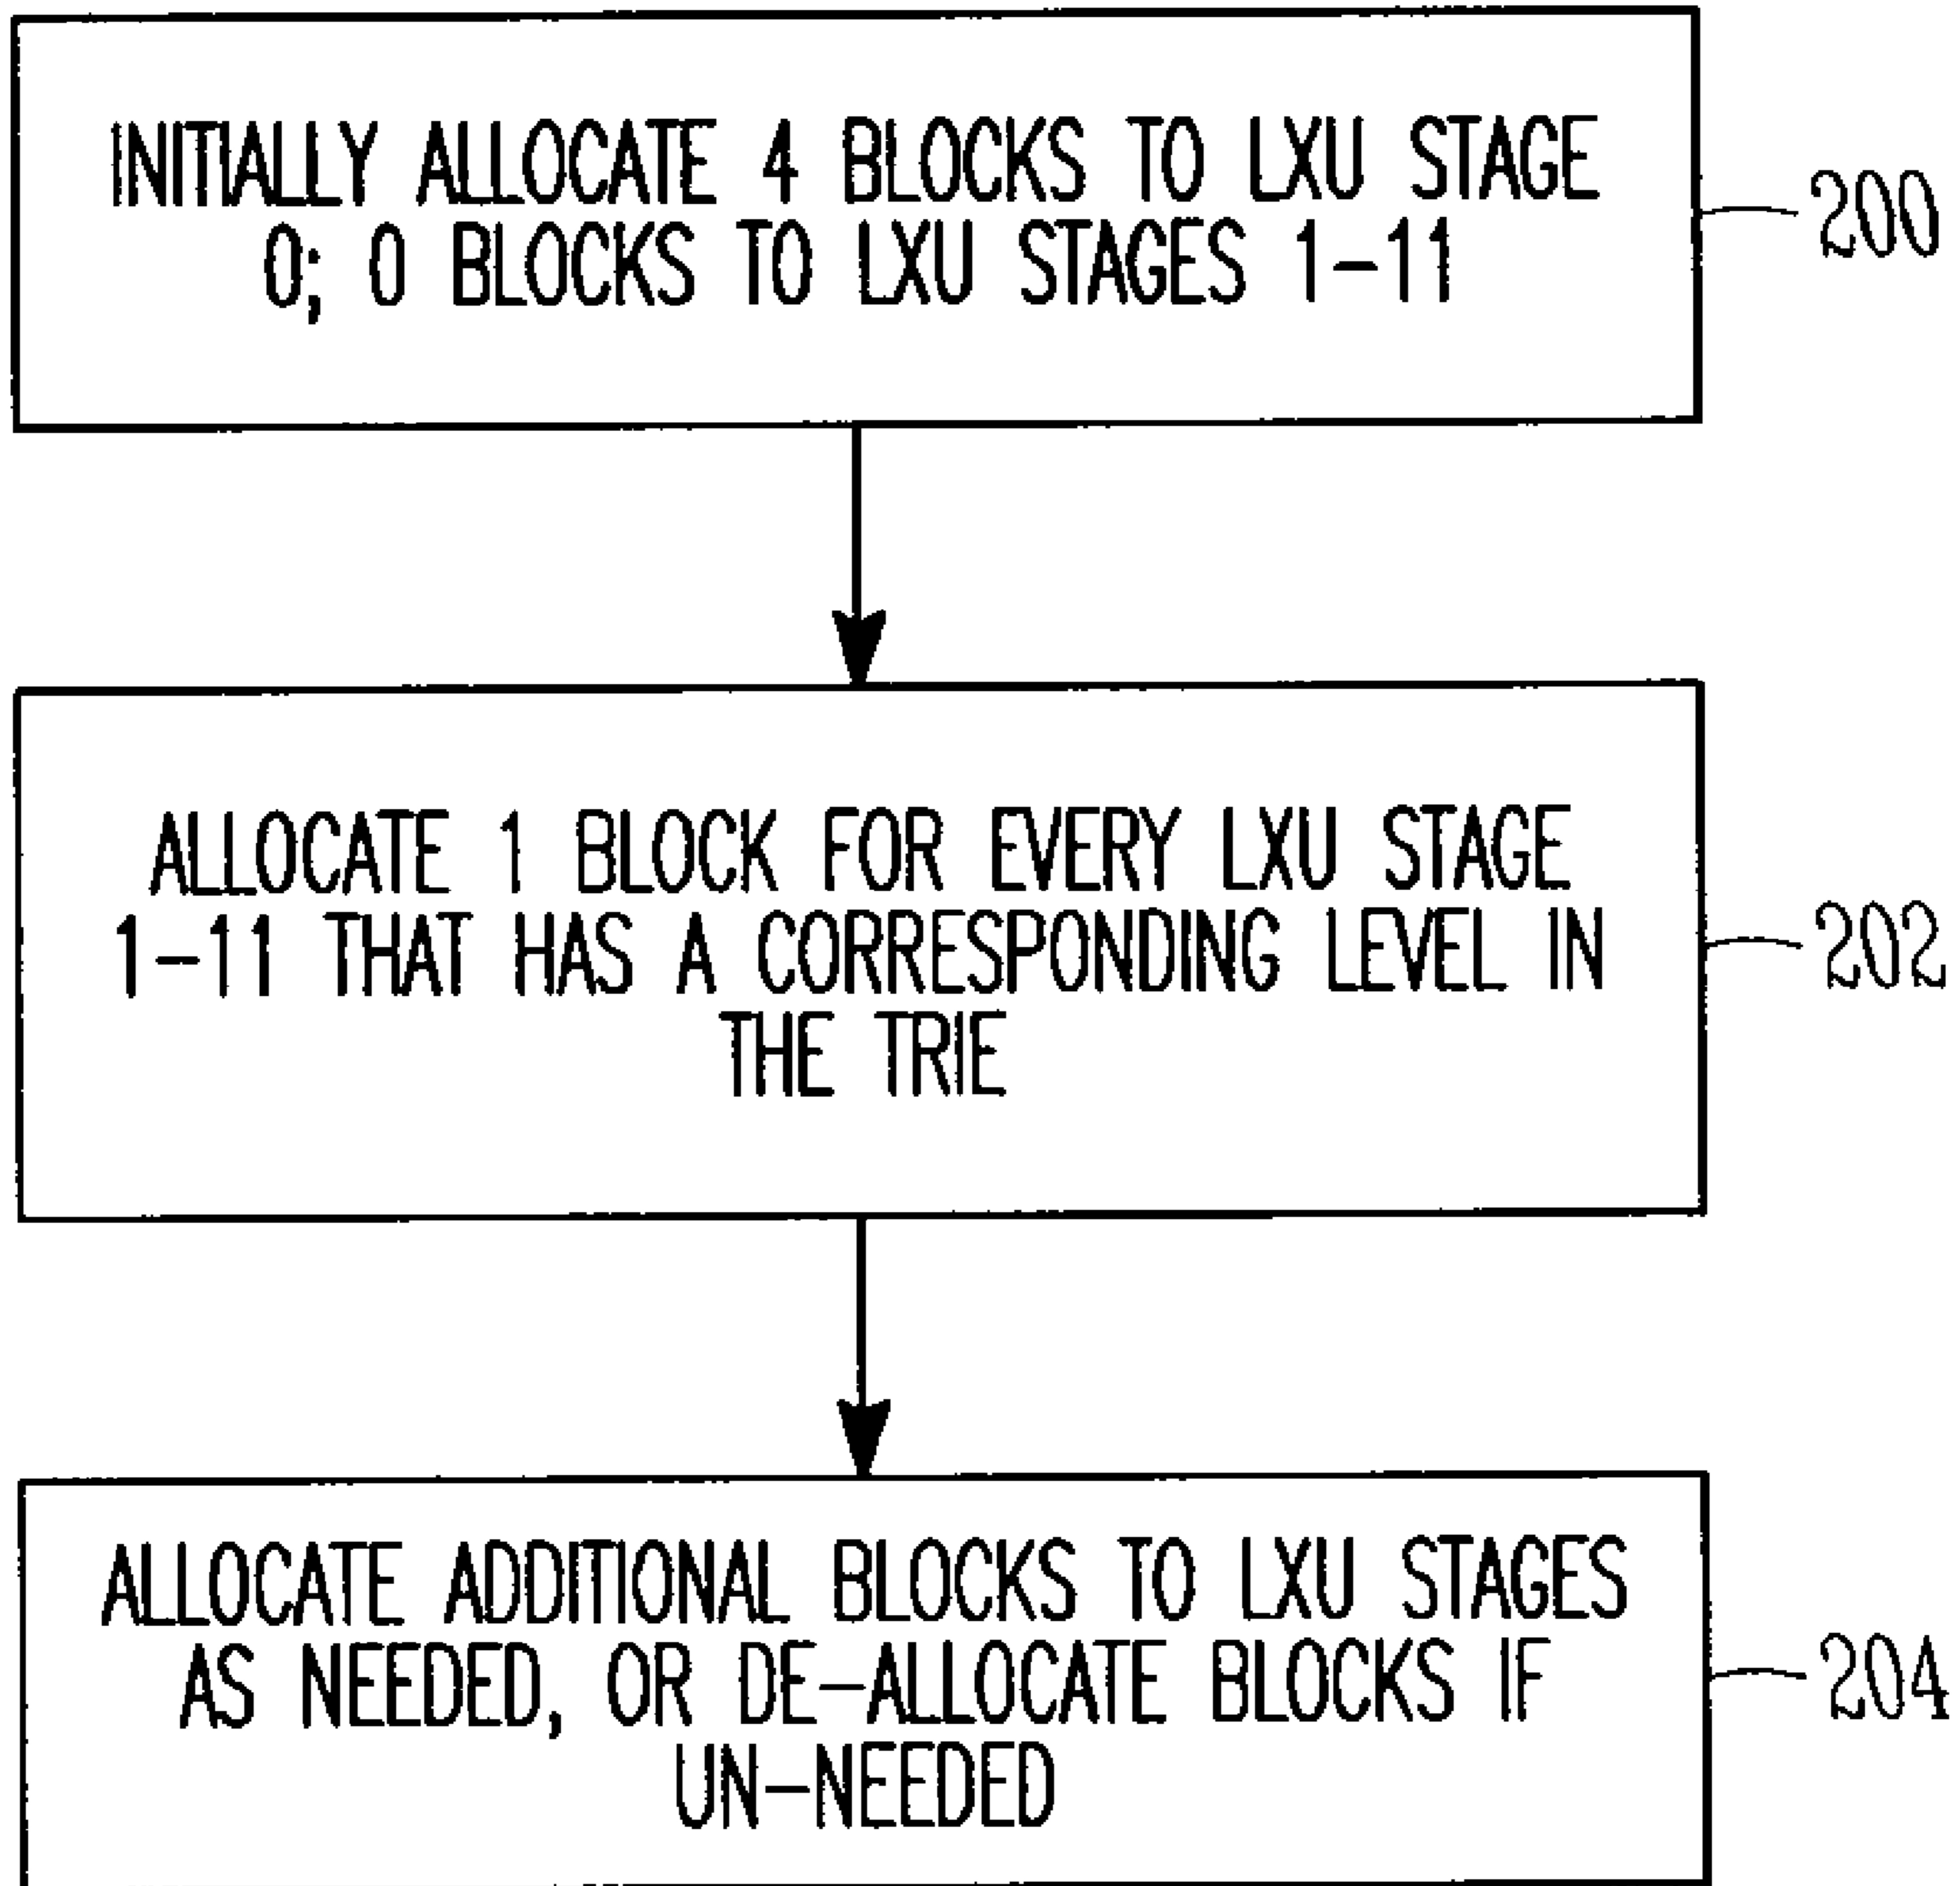 INITIALLY ALLOCATE 4 BLOCKS TO LXU STAGE
0; 0 BLOCKS TO LXU STAGES 1-11
200
ALLOCATE 1 BLOCK FOR EVERY LXU STAGE
1-11 THAT HAS A CORRESPONDING LEVEL IN
THE TRIE
202
ALLOCATE ADDITIONAL BLOCKS TO LXU STAGES
AS NEEDED, OR DE-ALLOCATE BLOCKS IF
UN-NEEDED
204